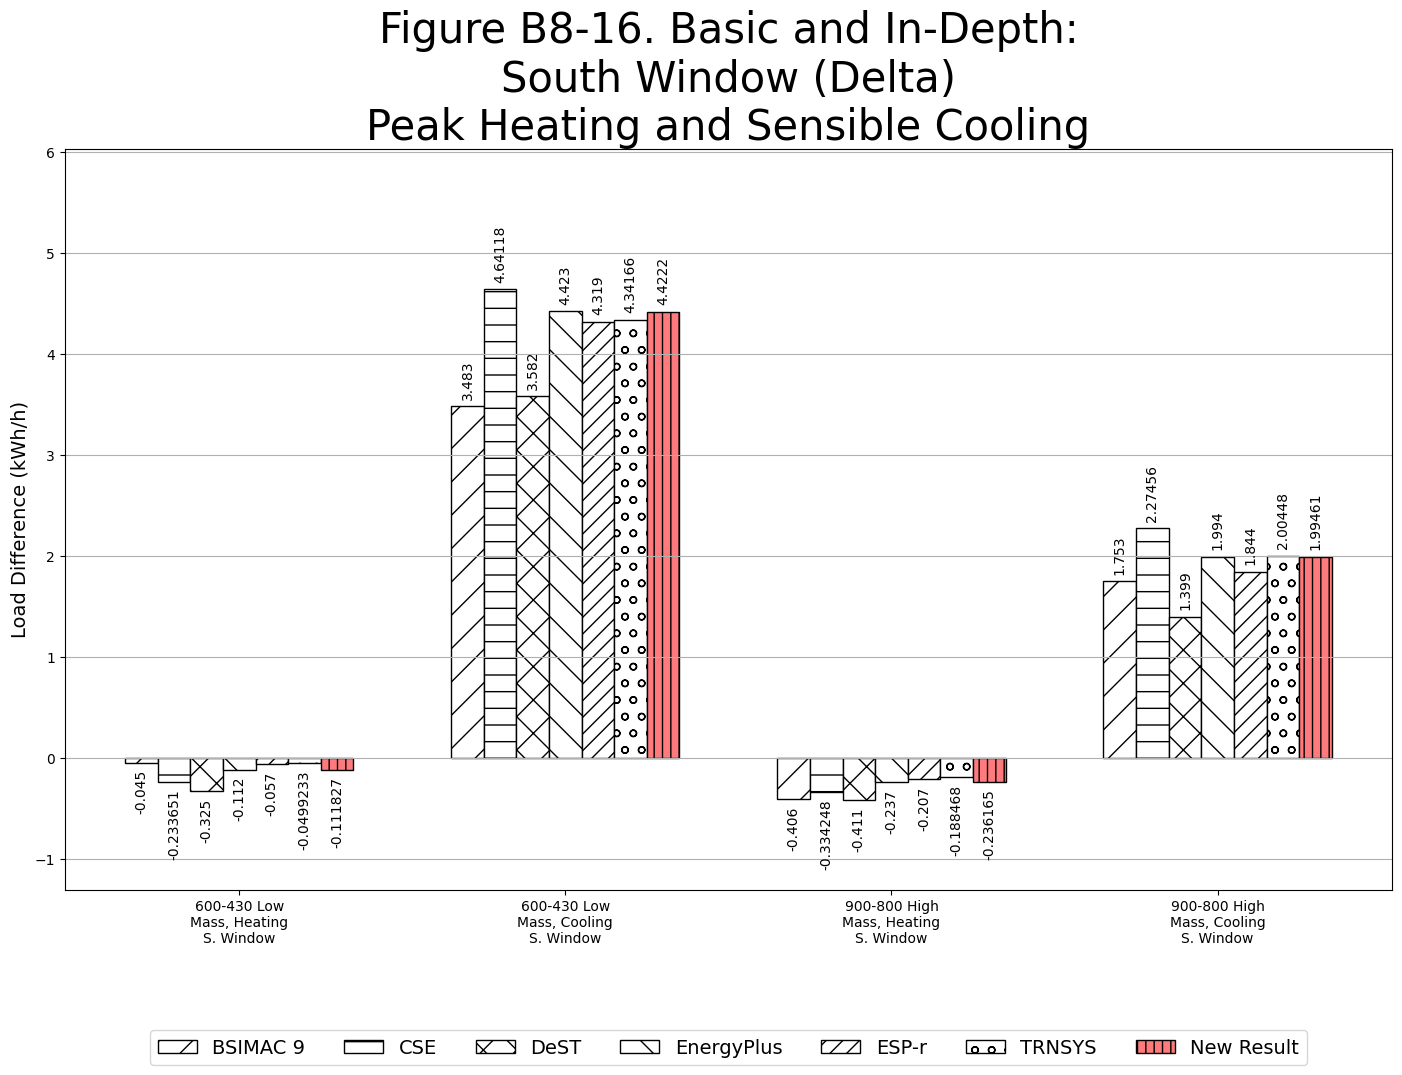 Figure B8-16. Basic and In-Depth:
South Window (Delta)
Peak Heating and Sensible Cooling
Load Difference (kWh/h)
6
5
4
3
2
1
0
−1
-0.045
-0.233651
-0.325
-0.112
-0.057
-0.0499233
-0.111827
3.483
4.64118
3.582
4.423
4.319
4.34166
4.4222
-0.406
-0.334248
-0.411
-0.237
-0.207
-0.188468
-0.236165
1.753
2.27456
1.399
1.994
1.844
2.00448
1.99461
600-430 Low
Mass, Heating
S. Window
600-430 Low
Mass, Cooling
S. Window
900-800 High
Mass, Heating
S. Window
900-800 High
Mass, Cooling
S. Window
BSIMAC 9
CSE
DeST
EnergyPlus
ESP-r
TRNSYS
New Result